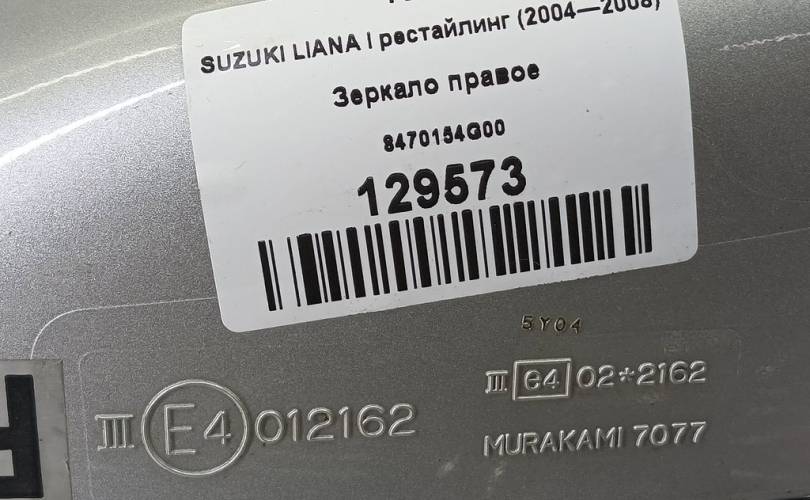 SUZUKI LIANA I рестайлинг (2004—2008)
Зеркало правое
8470154G00
129573
5Y04
III e4 02*2162
III E4 012162
MURAKAMI 7077